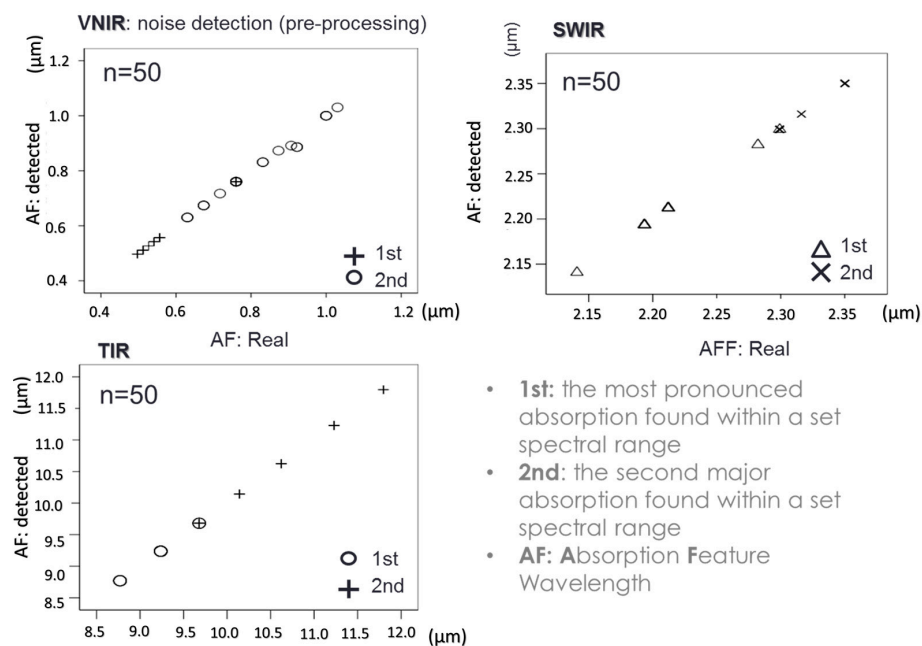 VNIR: noise detection (pre-processing)
(µm)
1.2
1.0
0.8
0.6
0.4
AF: detected
n=50
1st
2nd
0.4 0.6 0.8 1.0 1.2 (µm)
AF: Real
SWIR
(µm)
2.35
2.30
2.25
2.20
2.15
AF: detected
n=50
1st
2nd
2.15 2.20 2.25 2.30 2.35 (µm)
AFF: Real
TIR
(µm)
12.0
11.5
11.0
10.5
10.0
9.5
9.0
8.5
AF: detected
n=50
1st
2nd
8.5 9.0 9.5 10.0 10.5 11.0 11.5 12.0 (µm)
• 1st: the most pronounced
absorption found within a set
spectral range
• 2nd: the second major
absorption found within a set
spectral range
• AF: Absorption Feature
Wavelength